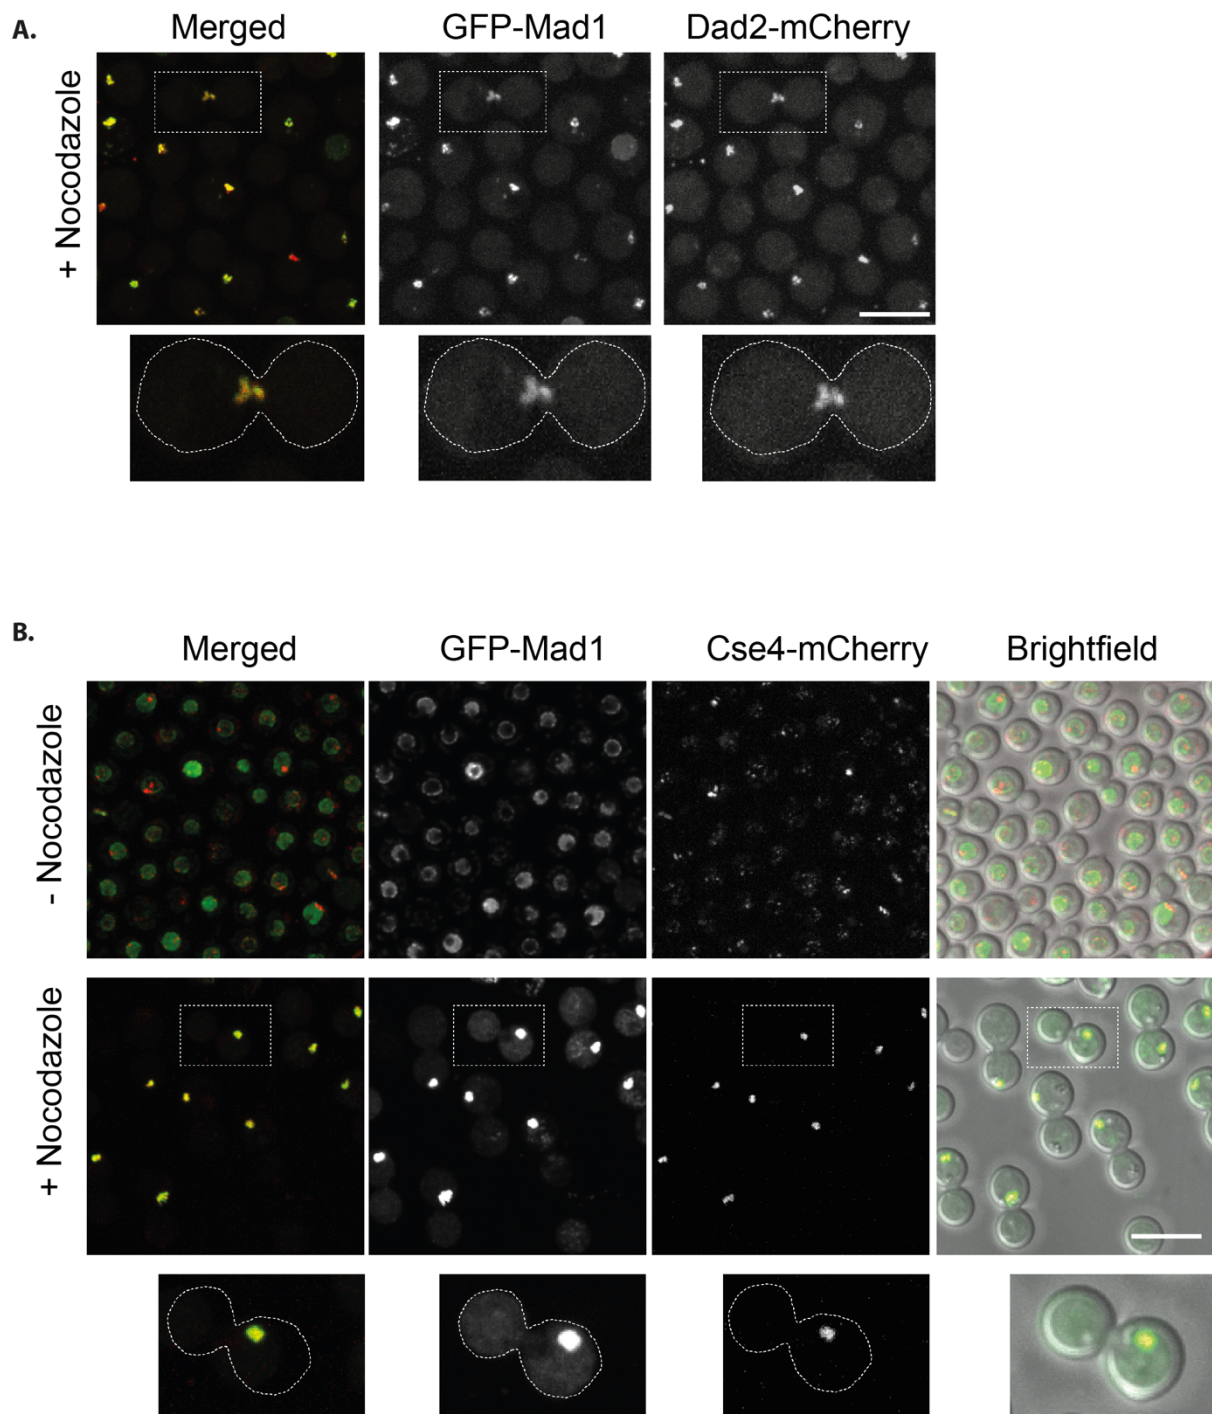 A.
Merged GFP-Mad1 Dad2-mCherry
+ Nocodazole
B.
Merged GFP-Mad1 Cse4-mCherry Brightfield
- Nocodazole
+ Nocodazole